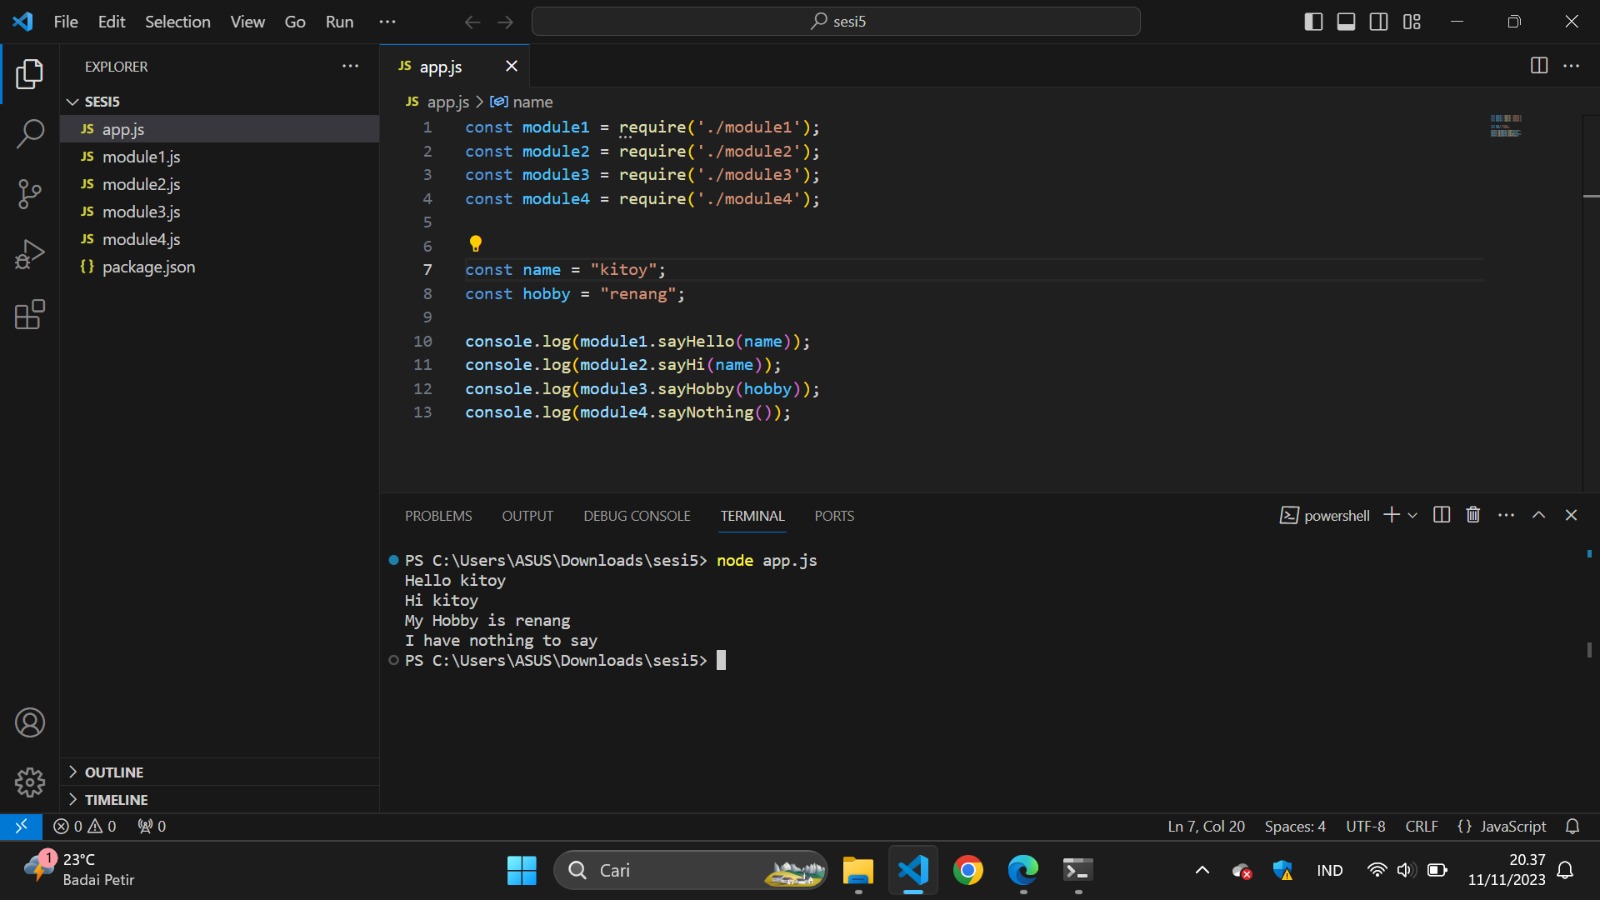 File Edit Selection View Go Run ··· sesi5
EXPLORER ···
SESI5
JS app.js
JS module1.js
JS module2.js
JS module3.js
JS module4.js
{} package.json
OUTLINE
TIMELINE
JS app.js
JS app.js > name
1 const module1 = require('./module1');
2 const module2 = require('./module2');
3 const module3 = require('./module3');
4 const module4 = require('./module4');
5
6
7 const name = "kitoy";
8 const hobby = "renang";
9
10 console.log(module1.sayHello(name));
11 console.log(module2.sayHi(name));
12 console.log(module3.sayHobby(hobby));
13 console.log(module4.sayNothing());
PROBLEMS OUTPUT DEBUG CONSOLE TERMINAL PORTS powershell
PS C:\Users\ASUS\Downloads\sesi5> node app.js
Hello kitoy
Hi kitoy
My Hobby is renang
I have nothing to say
PS C:\Users\ASUS\Downloads\sesi5>
0 0 0 Ln 7, Col 20 Spaces: 4 UTF-8 CRLF {} JavaScript
1 23°C
Badai Petir
Cari
IND
20.37
11/11/2023